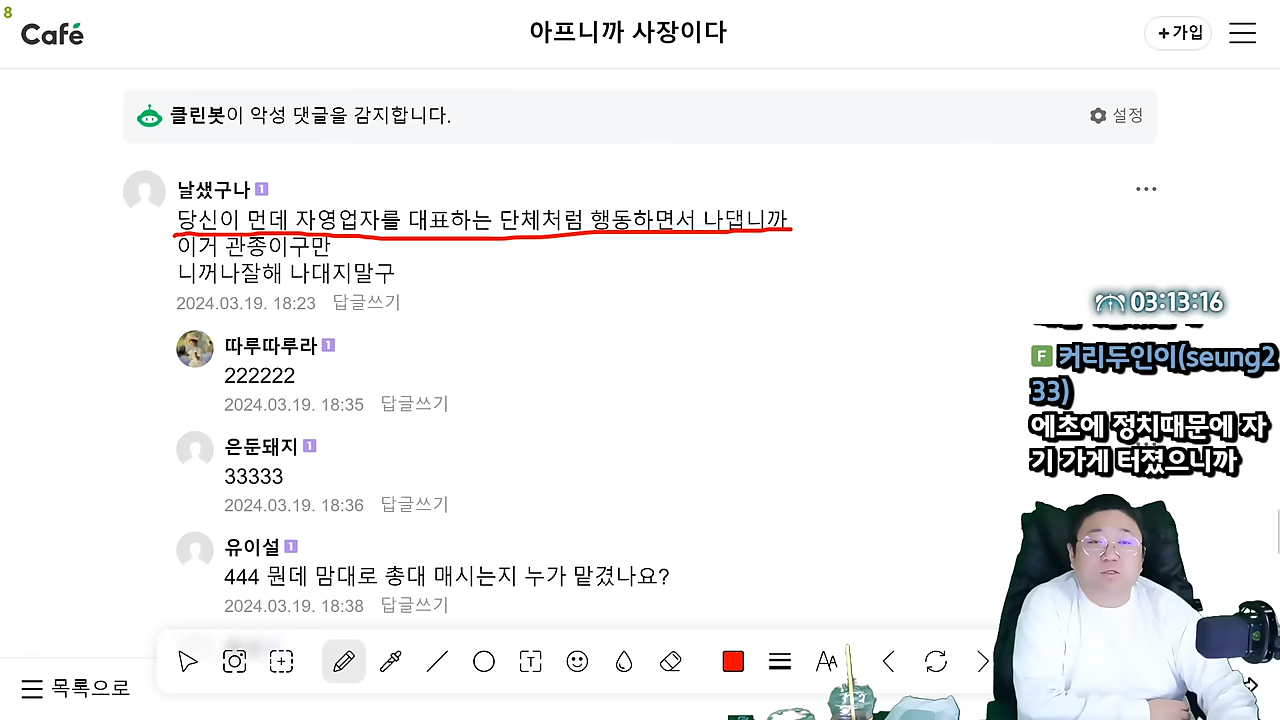 8
Café
아프니까 사장이다
+가입
클린봇이 악성 댓글을 감지합니다.
설정
날샜구나 1
당신이 먼데 자영업자를 대표하는 단체처럼 행동하면서 나댑니까
이거 관종이구만
니꺼나잘해 나대지말구
2024.03.19. 18:23 답글쓰기
따루따루라 1
222222
2024.03.19. 18:35 답글쓰기
은둔돼지 1
33333
2024.03.19. 18:36 답글쓰기
유이설 1
444 뭔데 맘대로 총대 매시는지 누가 맡겼나요?
2024.03.19. 18:38 답글쓰기
목록으로
03:13:16
F 커리두인이(seung2
33)
에초에 정치때문에 자
기 가게 터졌으니까